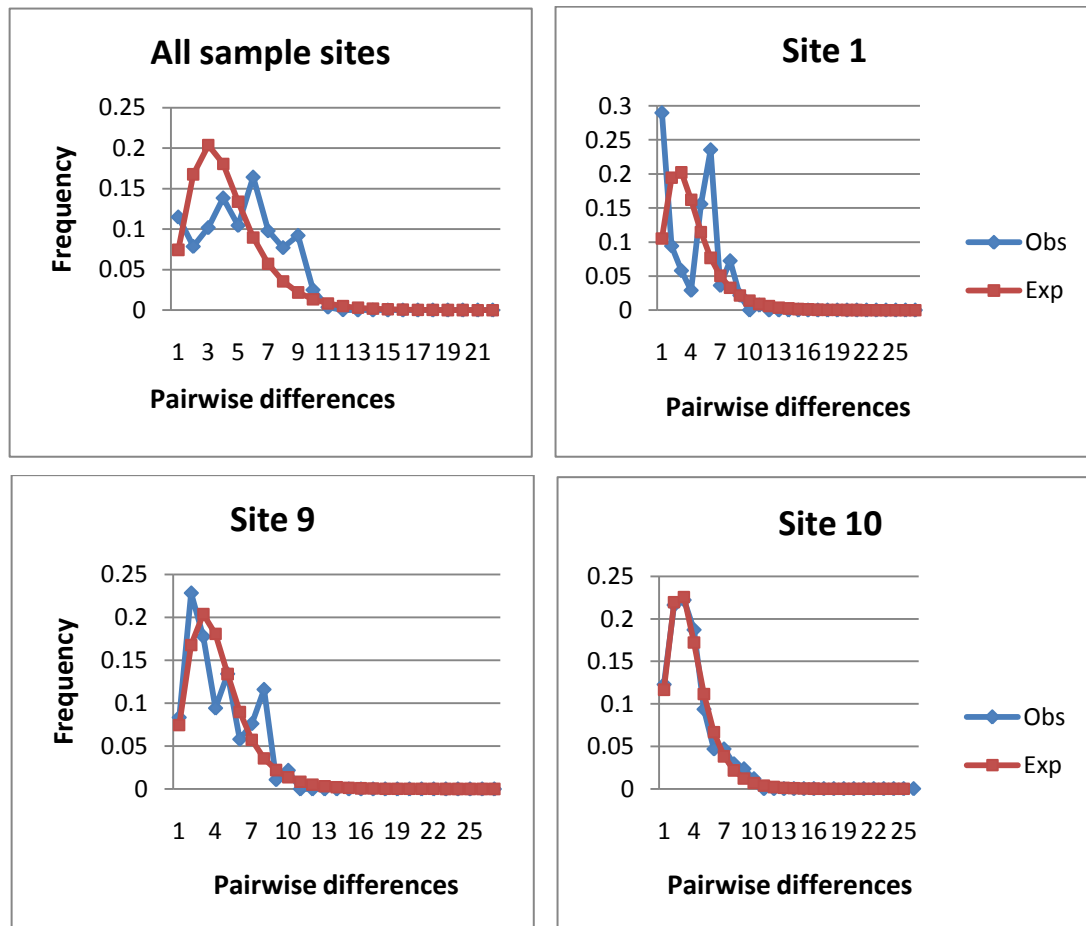 All sample sites
Frequency
0.25
0.2
0.15
0.1
0.05
0
1 3 5 7 9 11 13 15 17 19 21
Pairwise differences
Site 1
0.3
0.25
0.2
0.15
0.1
0.05
0
1 4 7 10 13 16 19 22 25
Pairwise differences
Obs
Exp
Site 9
Frequency
0.25
0.2
0.15
0.1
0.05
0
1 4 7 10 13 16 19 22 25
Pairwise differences
Site 10
0.25
0.2
0.15
0.1
0.05
0
1 4 7 10 13 16 19 22 25
Pairwise differences
Obs
Exp